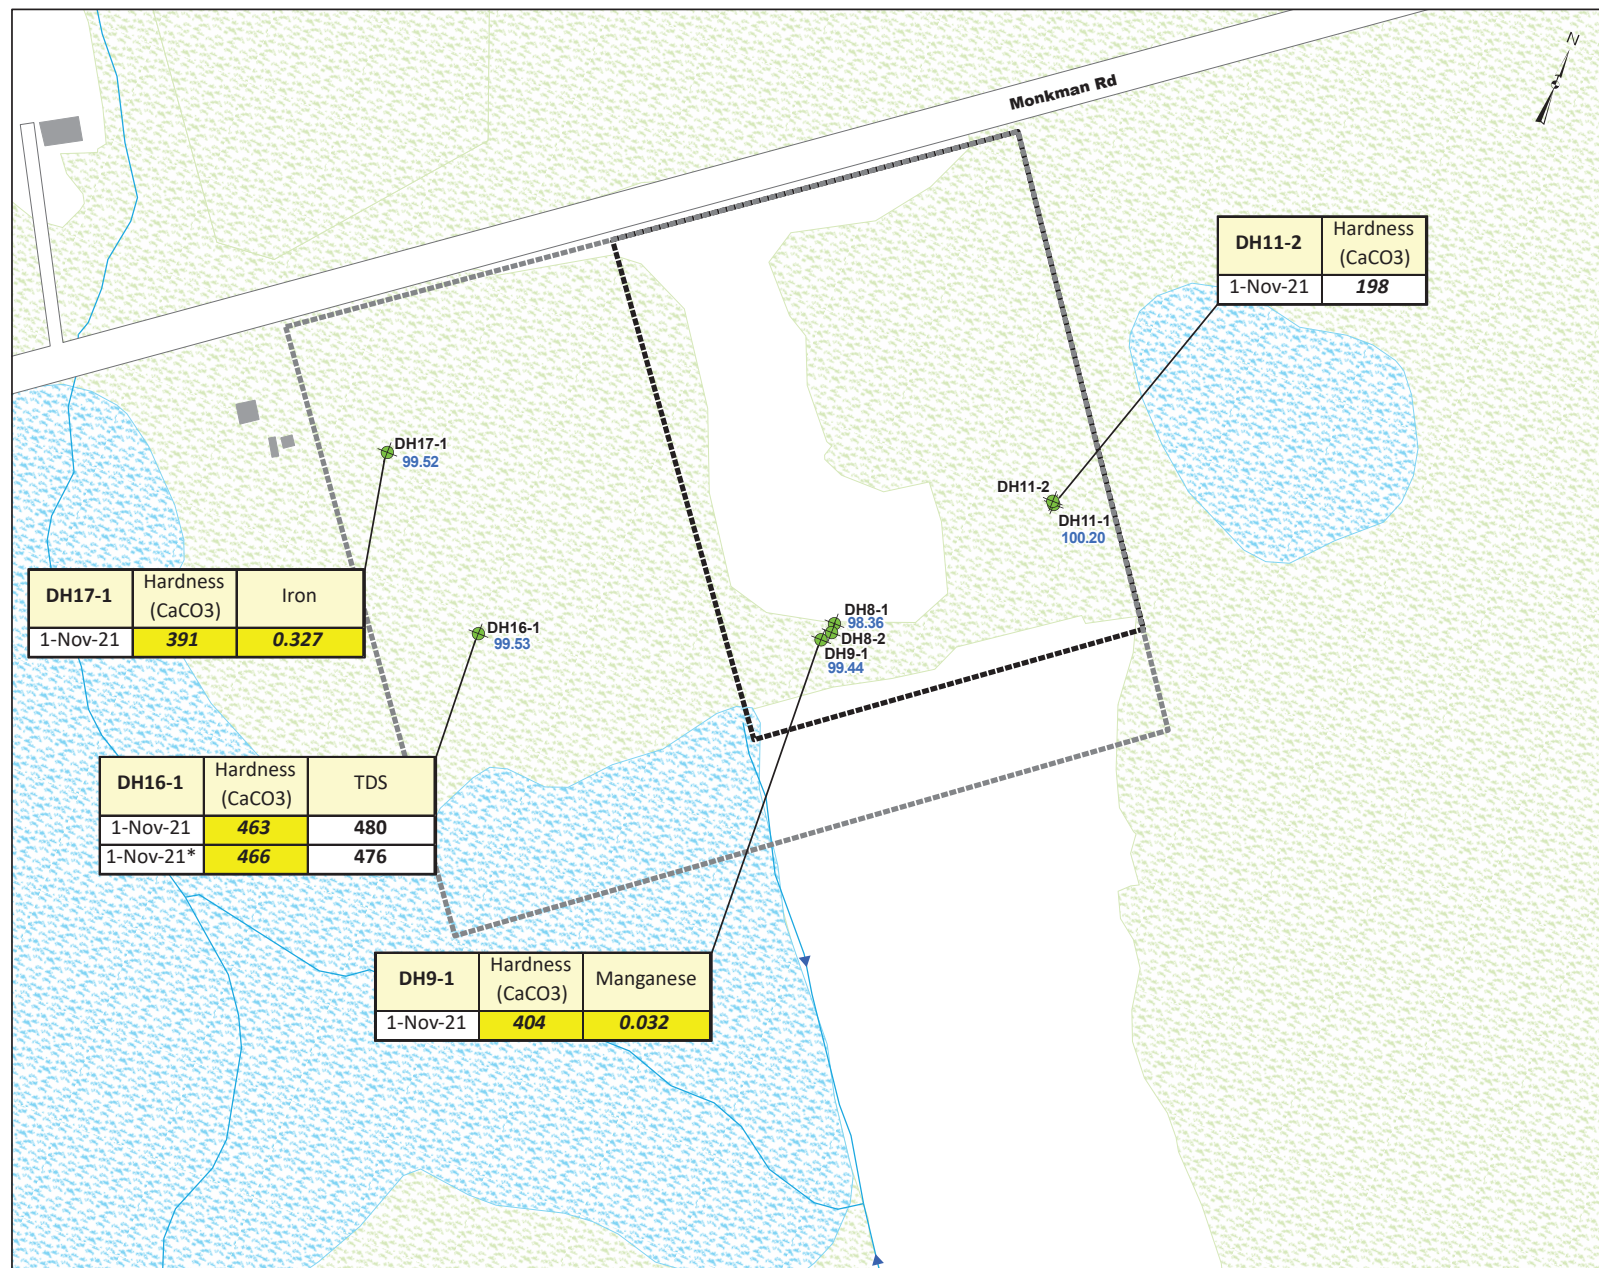 N
Monkman Rd
DH11-2 Hardness (CaCO3)
1-Nov-21 198
DH17-1
99.52
DH11-2
DH11-1
100.20
DH17-1 Hardness (CaCO3) Iron
1-Nov-21 391 0.327
DH16-1
99.53
DH8-1
98.36
DH8-2
DH9-1
99.44
DH16-1 Hardness (CaCO3) TDS
1-Nov-21 463 480
1-Nov-21* 466 476
DH9-1 Hardness (CaCO3) Manganese
1-Nov-21 404 0.032